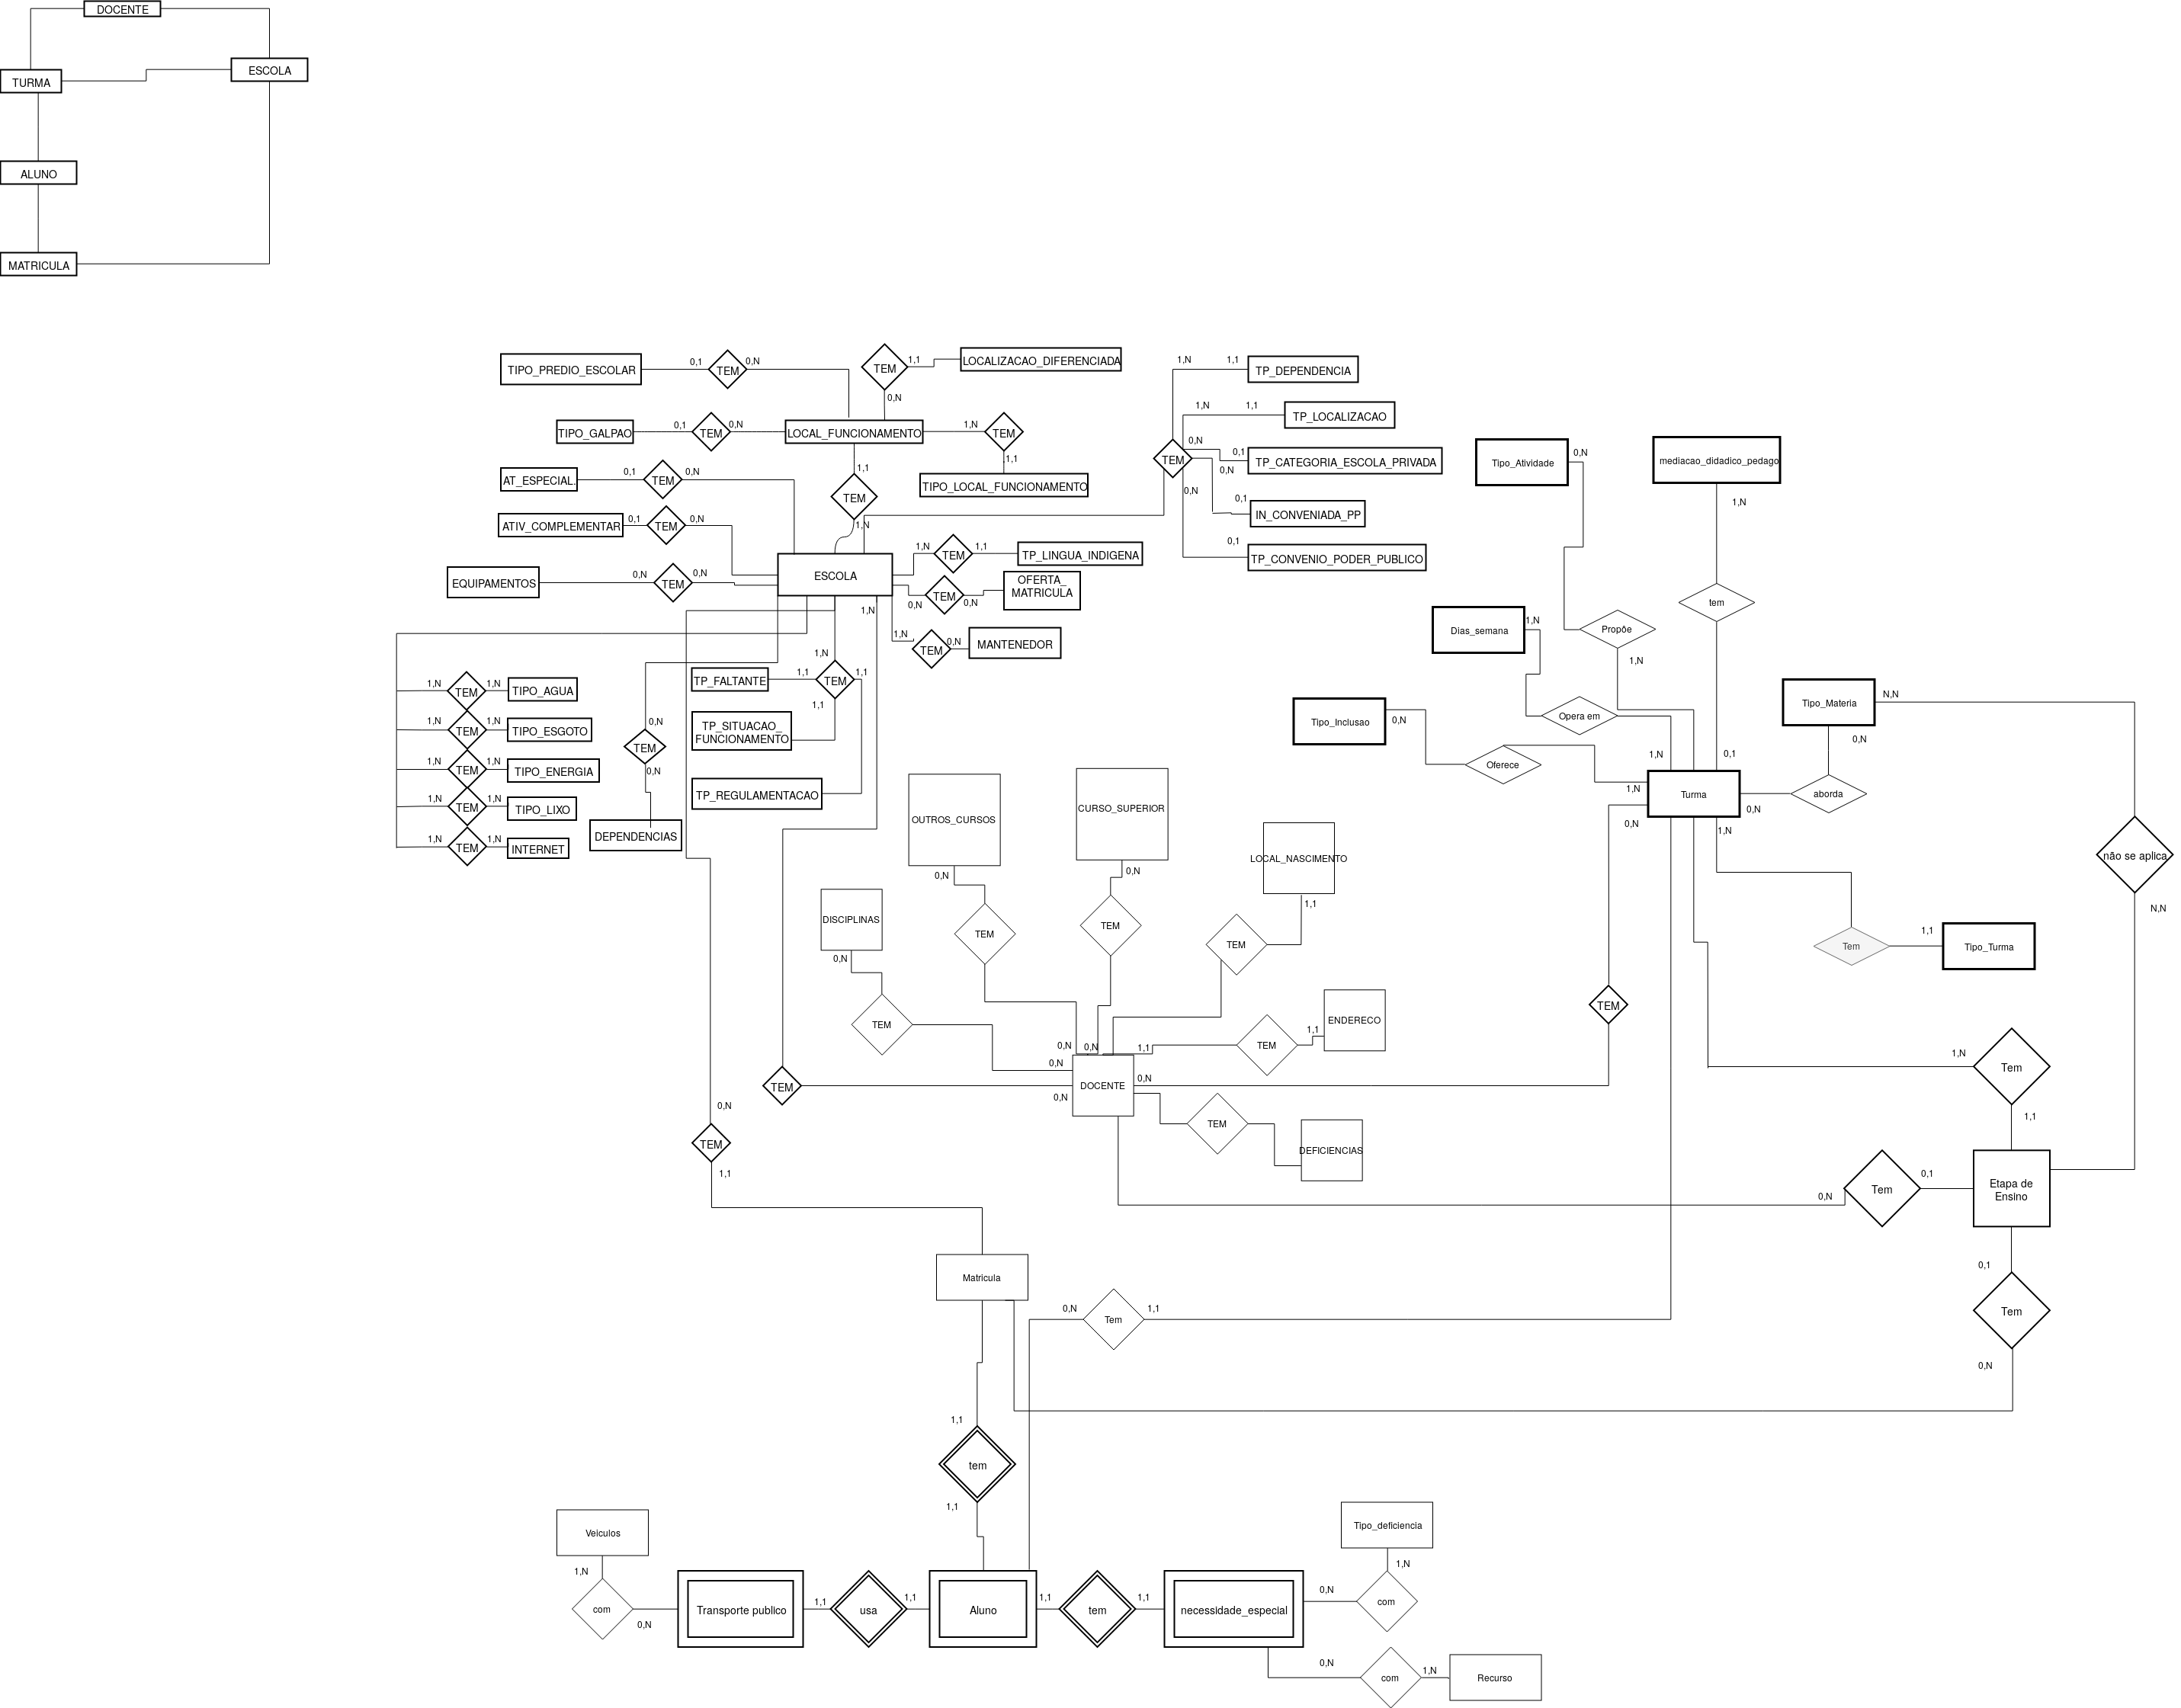 DOCENTE
ESCOLA
TURMA
ALUNO
MATRICULA
TIPO_PREDIO_ESCOLAR
0,1
TEM
0,N
TEM
1,1
LOCALIZACAO_DIFERENCIADA
0,N
TIPO_GALPAO
0,1
TEM
0,N
LOCAL_FUNCIONAMENTO
1,N
TEM
1,1
TIPO_LOCAL_FUNCIONAMENTO
AT_ESPECIAL.
0,1
TEM
0,N
1,1
TEM
1,N
ATIV_COMPLEMENTAR
0,1
TEM
0,N
EQUIPAMENTOS
0,N
TEM
0,N
ESCOLA
1,N
TEM
1,1
TP_LINGUA_INDIGENA
0,N
TEM
0,N
OFERTA_
MATRICULA
1,N
1,N
TEM
0,N
MANTENEDOR
1,N
1,1
TP_DEPENDENCIA
1,N
1,1
TP_LOCALIZACAO
TEM
0,N
0,1
0,N
TP_CATEGORIA_ESCOLA_PRIVADA
0,N
0,1
IN_CONVENIADA_PP
0,1
TP_CONVENIO_PODER_PUBLICO
1,N
TP_FALTANTE
1,1
TEM
1,1
1,1
TP_SITUACAO_
FUNCIONAMENTO
TP_REGULAMENTACAO
0,N
TEM
0,N
DEPENDENCIAS
1,N
TEM
1,N
TIPO_AGUA
1,N
TEM
1,N
TIPO_ESGOTO
1,N
TEM
1,N
TIPO_ENERGIA
1,N
TEM
1,N
TIPO_LIXO
1,N
TEM
1,N
INTERNET
Tipo_Atividade
0,N
mediacao_didadico_pedago
1,N
tem
0,1
Propõe
1,N
Dias_semana
1,N
Opera em
1,N
Tipo_Inclusao
0,N
Oferece
1,N
Tipo_Materia
N,N
0,N
aborda
0,N
Turma
0,N
1,N
não se aplica
N,N
Tem
1,1
Tipo_Turma
OUTROS_CURSOS
0,N
TEM
0,N
CURSO_SUPERIOR
0,N
TEM
0,N
LOCAL_NASCIMENTO
1,1
TEM
1,1
DISCIPLINAS
0,N
TEM
0,N
ENDERECO
1,1
TEM
TEM
DOCENTE
0,N
0,N
TEM
TEM
DEFICIENCIAS
0,N
TEM
1,1
1,N
Tem
1,1
Etapa de
Ensino
0,N
Tem
0,1
0,1
Tem
0,N
Matricula
0,N
Tem
1,1
1,1
tem
1,1
Veiculos
1,N
com
0,N
Transporte publico
1,1
usa
1,1
Aluno
1,1
tem
1,1
necessidade_especial
Tipo_deficiencia
1,N
0,N
com
0,N
com
1,N
Recurso